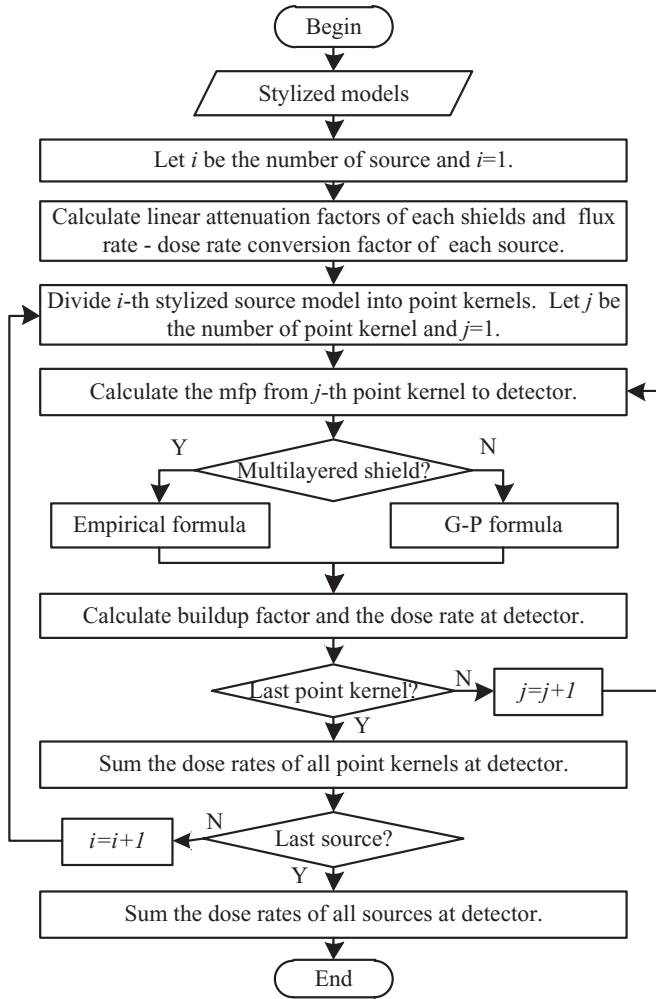 Begin
Stylized models
Let i be the number of source and i=1.
Calculate linear attenuation factors of each shields and flux
rate - dose rate conversion factor of each source.
Divide i-th stylized source model into point kernels. Let j be
the number of point kernel and j=1.
Calculate the mfp from j-th point kernel to detector.
Y
N
Multilayered shield?
Empirical formula
G-P formula
Calculate buildup factor and the dose rate at detector.
Last point kernel?
N
j=j+1
Y
Sum the dose rates of all point kernels at detector.
i=i+1
N
Last source?
Y
Sum the dose rates of all sources at detector.
End